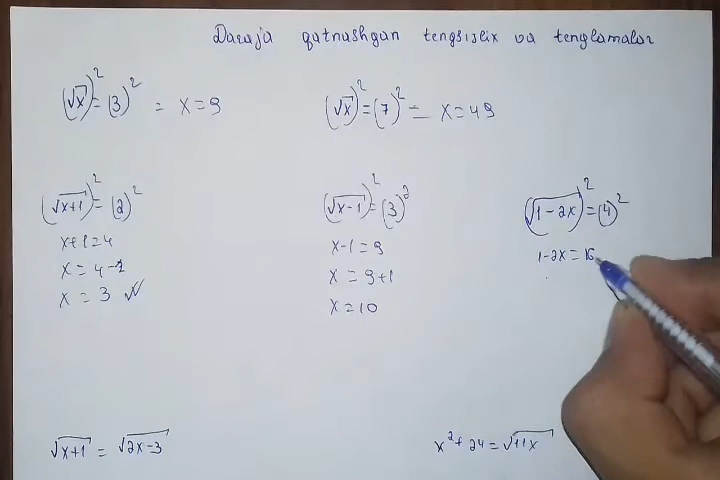 Daraja qatnashgan tengsizlix va tenglamalar
(√x)² = (3)² = x = 9
(√x)² = (7)² = x = 49
(√x+1)² = (2)²
x+1 = 4
x = 4-1
x = 3
(√x-1)² = (3)²
x-1 = 9
x = 9+1
x = 10
(√1-2x)² = (4)²
1-2x = 16
√x+1 = √2x-3
x²+24 = √11x